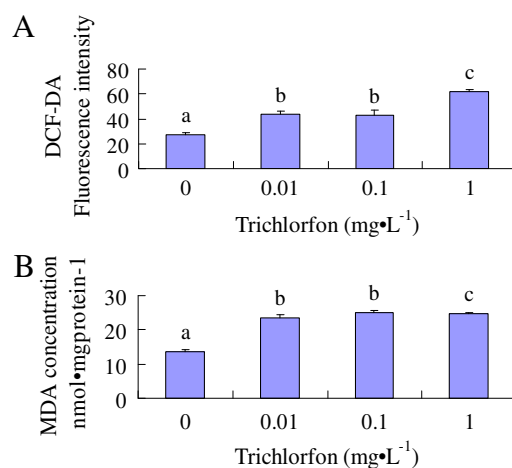 A
DCF-DA
Fluorescence intensity
80
60
40
20
0
a
b
b
c
0
0.01
0.1
1
Trichlorfon (mg•L⁻¹)
B
MDA concentration
nmol•mgprotein-1
30
20
10
0
a
b
b
c
0
0.01
0.1
1
Trichlorfon (mg•L⁻¹)